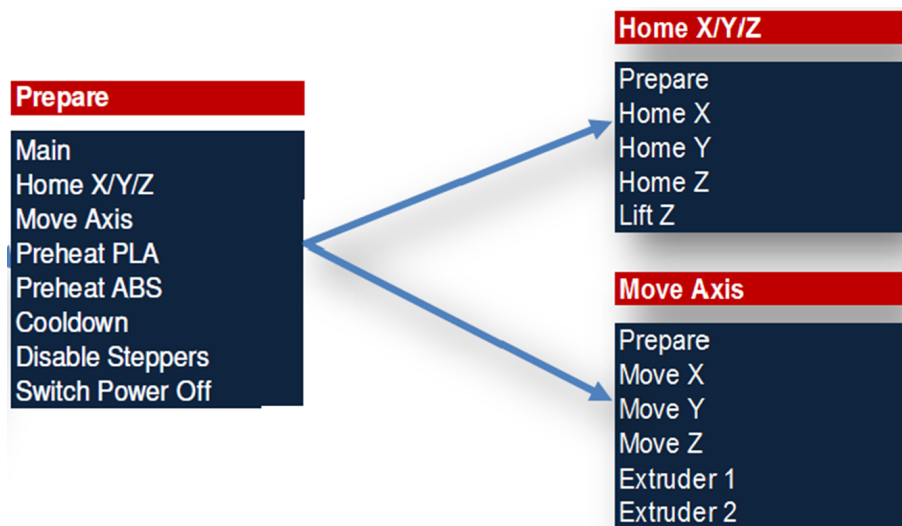 Prepare
Main
Home X/Y/Z
Move Axis
Preheat PLA
Preheat ABS
Cooldown
Disable Steppers
Switch Power Off
Home X/Y/Z
Prepare
Home X
Home Y
Home Z
Lift Z
Move Axis
Prepare
Move X
Move Y
Move Z
Extruder 1
Extruder 2